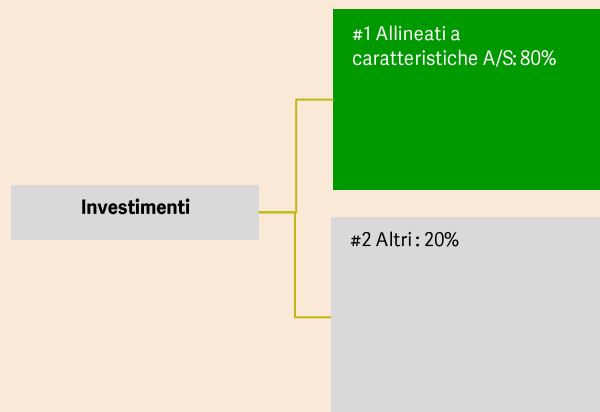 #1 Allineati a
caratteristiche A/S: 80%
Investimenti
#2 Altri : 20%